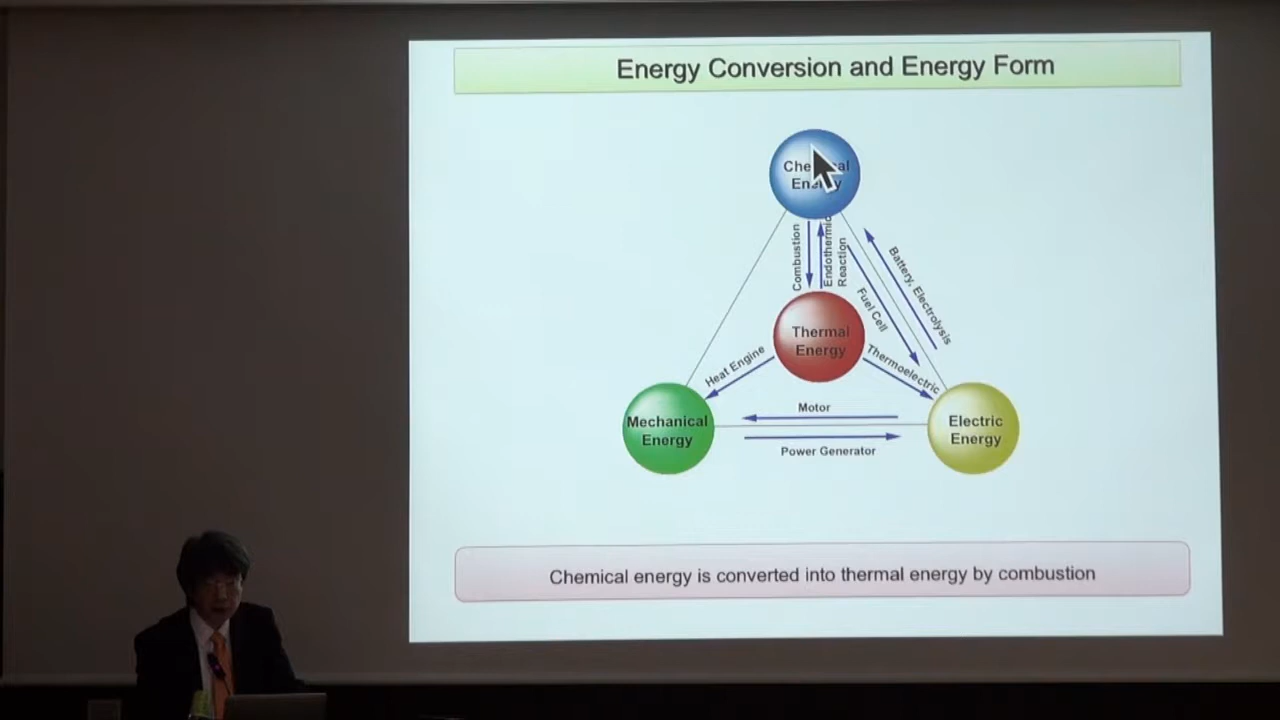 Energy Conversion and Energy Form
Chemical
Energy
Combustion
Endothermic
Reaction
Battery, Electrolysis
Fuel Cell
Thermal
Energy
Heat Engine
Thermoelectric
Mechanical
Energy
Motor
Power Generator
Electric
Energy
Chemical energy is converted into thermal energy by combustion